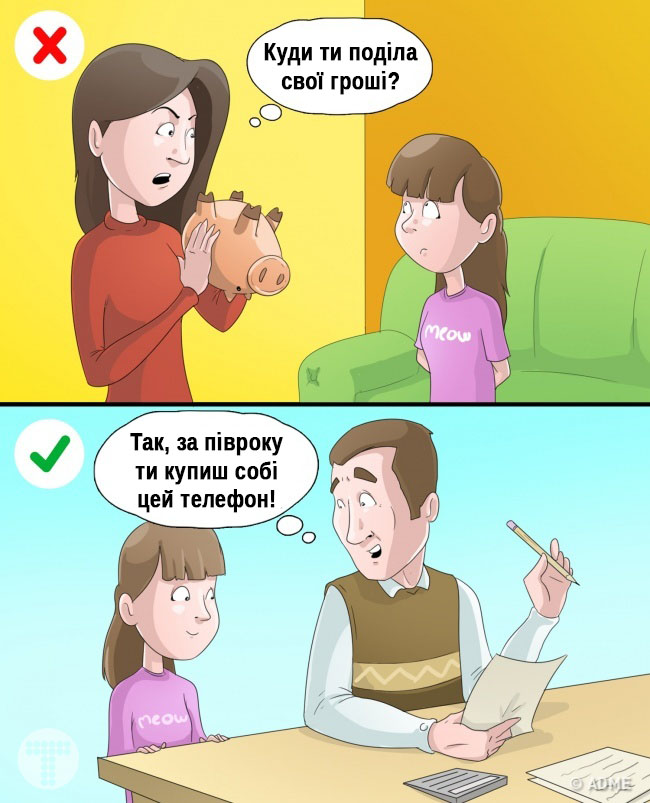 Куди ти поділа
свої гроші?
meow
Так, за півроку
ти купиш собі
цей телефон!
meow
© ADME